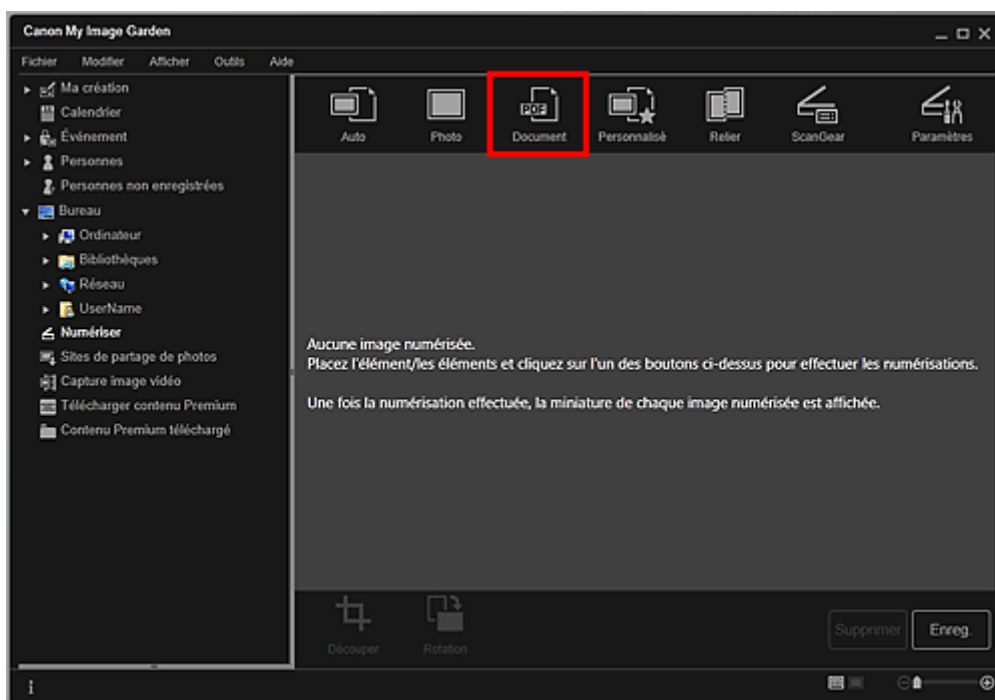 Canon My Image Garden
Fichier Modifier Afficher Outils Aide
Ma création
Calendrier
Événement
Personnes
Personnes non enregistrées
Bureau
Ordinateur
Bibliothèques
Réseau
UserName
Numériser
Sites de partage de photos
Capture image vidéo
Télécharger contenu Premium
Contenu Premium téléchargé
PDF
Auto Photo Document Personnalisé Relier ScanGear Paramètres
Aucune image numérisée.
Placez l'élément/les éléments et cliquez sur l'un des boutons ci-dessus pour effectuer les numérisations.
Une fois la numérisation effectuée, la miniature de chaque image numérisée est affichée.
Découper Rotation
Supprimer Enreg.